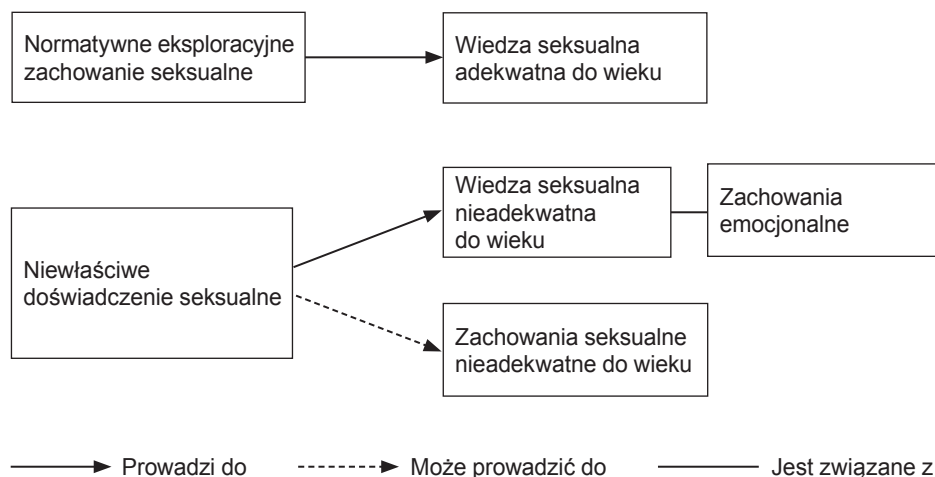 Normatywne eksploracyjne
zachowanie seksualne
Wiedza seksualna
adekwatna do wieku
Niewłaściwe
doświadczenie seksualne
Wiedza seksualna
nieadekwatna
do wieku
Zachowania
emocjonalne
Zachowania seksualne
nieadekwatne do wieku
Prowadzi do
Może prowadzić do
Jest związane z